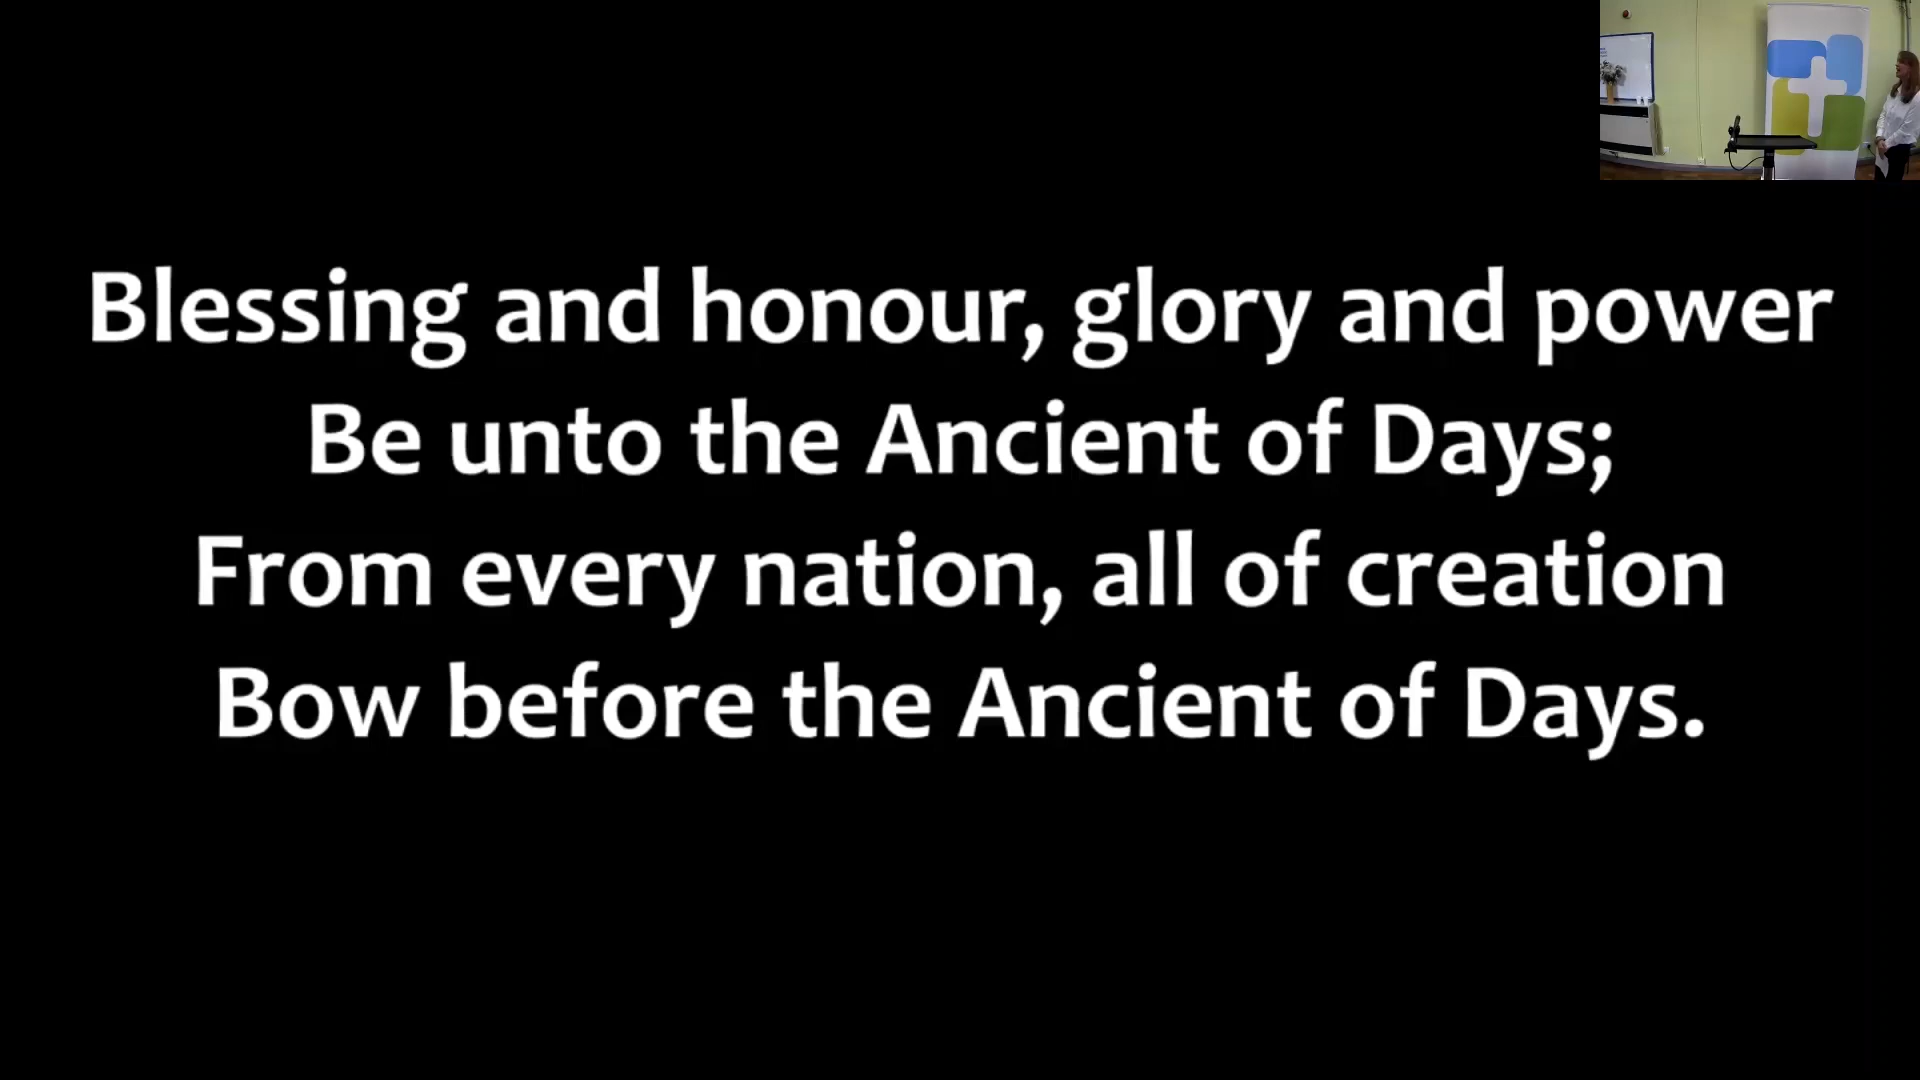 Blessing and honour, glory and power
Be unto the Ancient of Days;
From every nation, all of creation
Bow before the Ancient of Days.